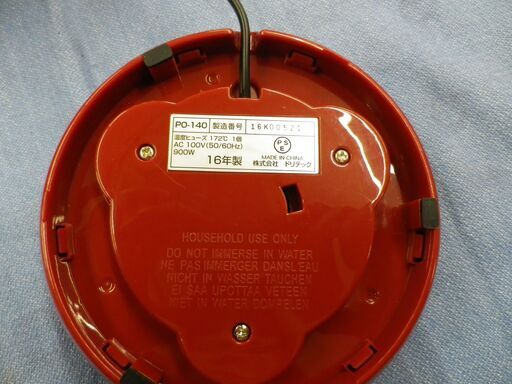 PO-140 製造番号 16K00521
温度ヒューズ 172℃ 1個
AC 100V(50/60Hz)
900W
PS
E
16年製
MADE IN CHINA
株式会社 ドリテック
HOUSEHOLD USE ONLY
DO NOT IMMERSE IN WATER
NE PAS IMMERGER DANSL'EAU
NICHT IN WASSER TAUCHEN
EI SAA UPOTTAA VETEEN
NIET IN WATER DOMPELEN